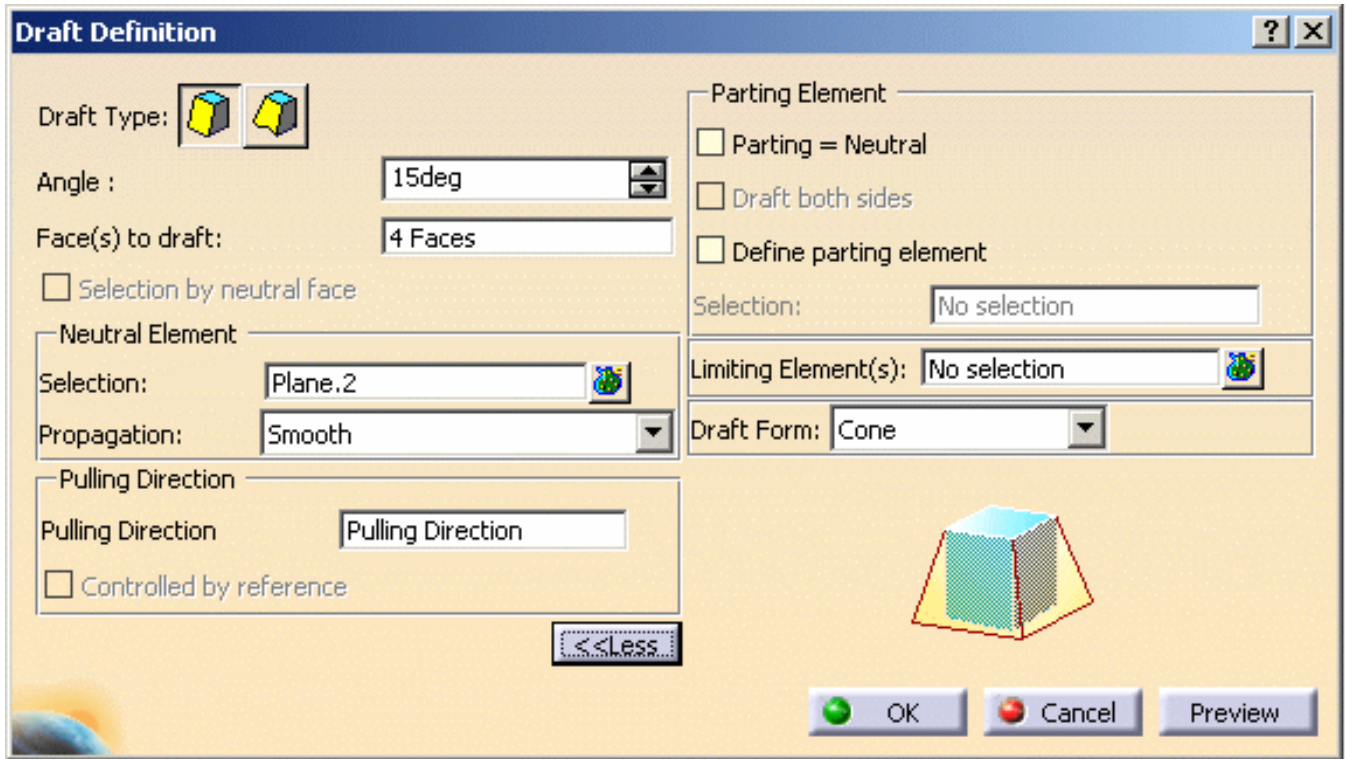 Draft Definition
Draft Type:
Angle :
15deg
Face(s) to draft:
4 Faces
Selection by neutral face
Neutral Element
Selection:
Plane.2
Propagation:
Smooth
Pulling Direction
Pulling Direction
Pulling Direction
Controlled by reference
<<Less
Parting Element
Parting = Neutral
Draft both sides
Define parting element
Selection:
No selection
Limiting Element(s):
No selection
Draft Form:
Cone
OK
Cancel
Preview